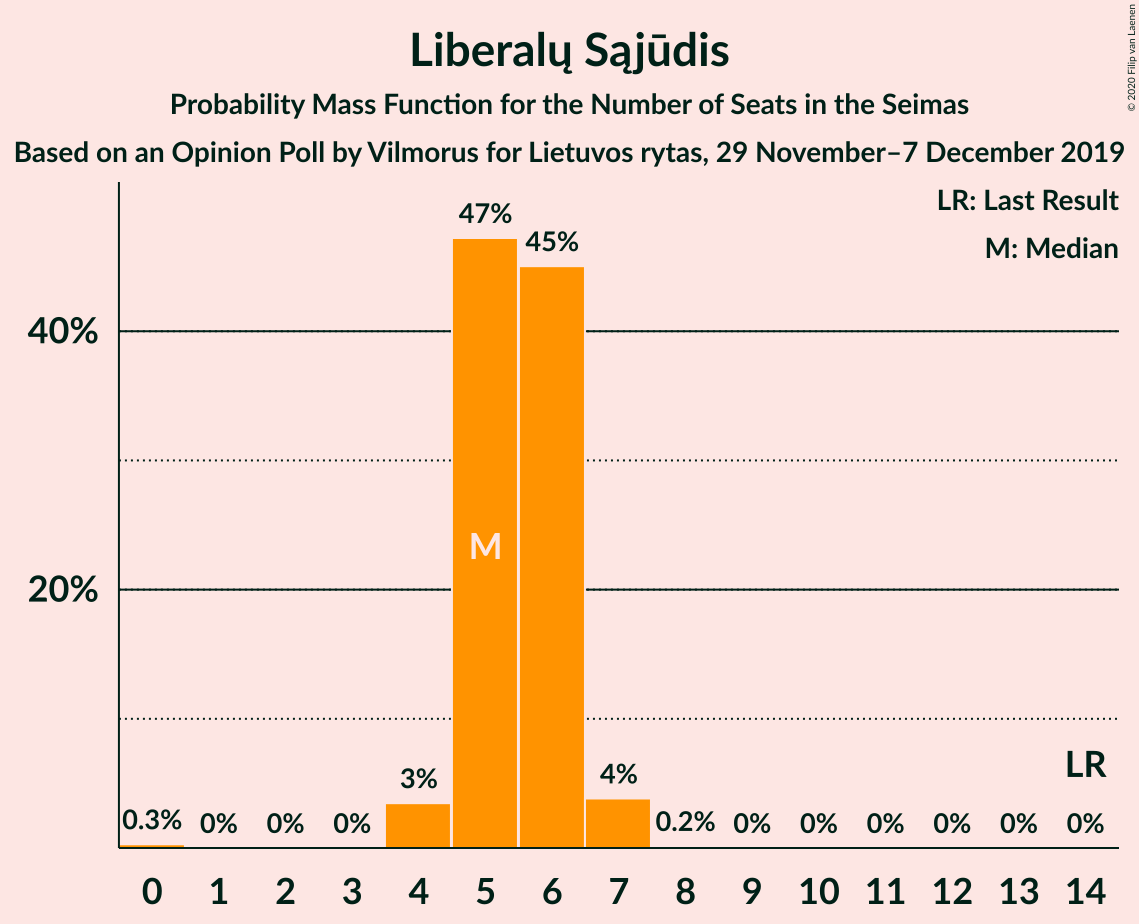 Liberalų Sąjūdis
Probability Mass Function for the Number of Seats in the Seimas
Based on an Opinion Poll by Vilmorus for Lietuvos rytas, 29 November–7 December 2019
© 2020 Filip van Laenen
LR: Last Result
M: Median
47%
45%
40%
M
20%
LR
3%
4%
0.3% 0% 0% 0% 0.2% 0% 0% 0% 0% 0% 0%
0 1 2 3 4 5 6 7 8 9 10 11 12 13 14